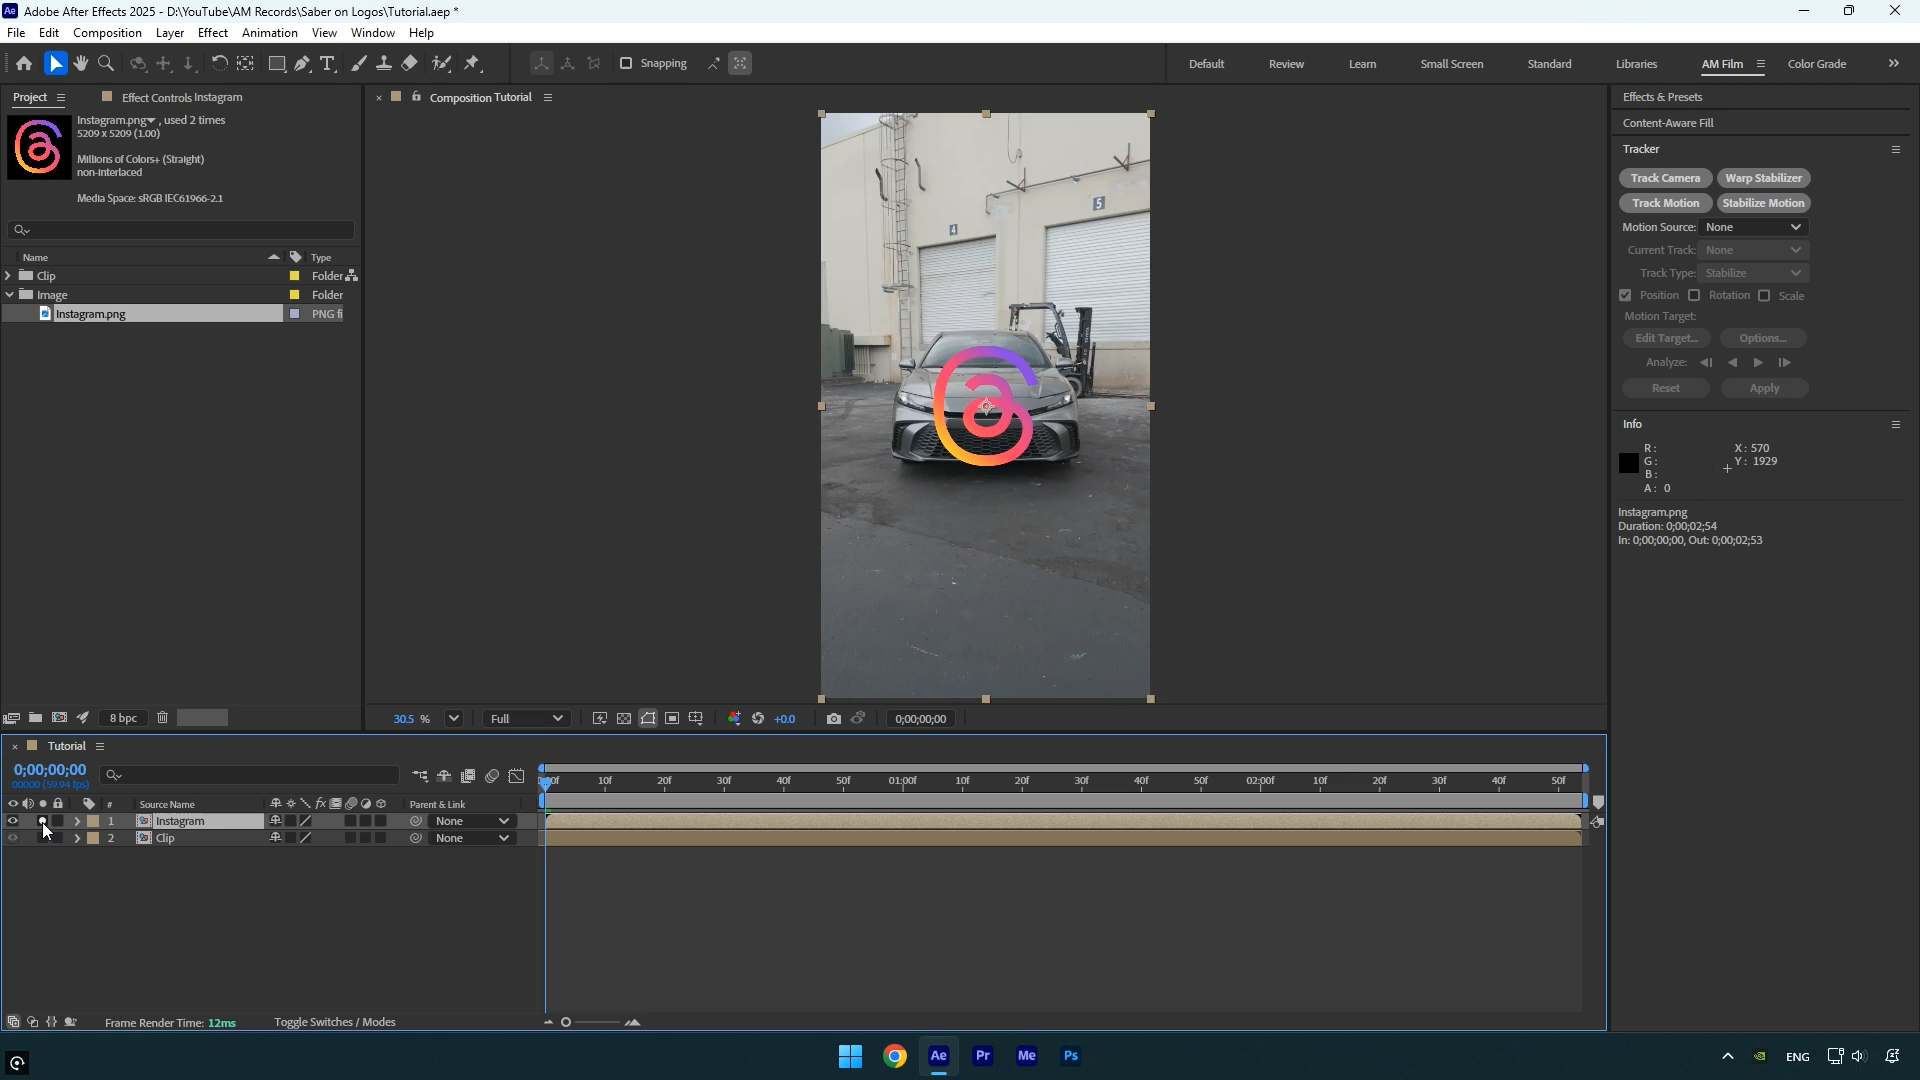 Adobe After Effects 2025 - D:\YouTube\AM Records\Saber on Logos\Tutorial.aep *
File Edit Composition Layer Effect Animation View Window Help
Snapping
Default Review Learn Small Screen Standard Libraries AM Film Color Grade
Project Effect Controls Instagram
Composition Tutorial
Effects & Presets
Instagram.png , used 2 times
5209 x 5209 (1.00)
Millions of Colors+ (Straight)
non-interlaced
Media Space: sRGB IEC61966-2.1
Content-Aware Fill
Tracker
Track Camera Warp Stabilizer
Track Motion Stabilize Motion
Motion Source: None
Current Track: None
Track Type: Stabilize
Position Rotation Scale
Motion Target:
Edit Target... Options...
Analyze:
Reset Apply
Name Type
Clip Folder
Image Folder
Instagram.png PNG fi
4
5
Info
R:
G:
B:
A: 0
X: 570
Y: 1929
Instagram.png
Duration: 0;00;02;54
In: 0;00;00;00, Out: 0;00;02;53
8 bpc
30.5 % Full +0.0 0;00;00;00
Tutorial
0;00;00;00
00000 (59.94 fps)
00f 10f 20f 30f 40f 50f 01:00f 10f 20f 30f 40f 50f 02:00f 10f 20f 30f 40f 50f
# Source Name fx Parent & Link
1 Instagram None
2 Clip None
Frame Render Time: 12ms Toggle Switches / Modes
Ae Pr Me Ps
ENG